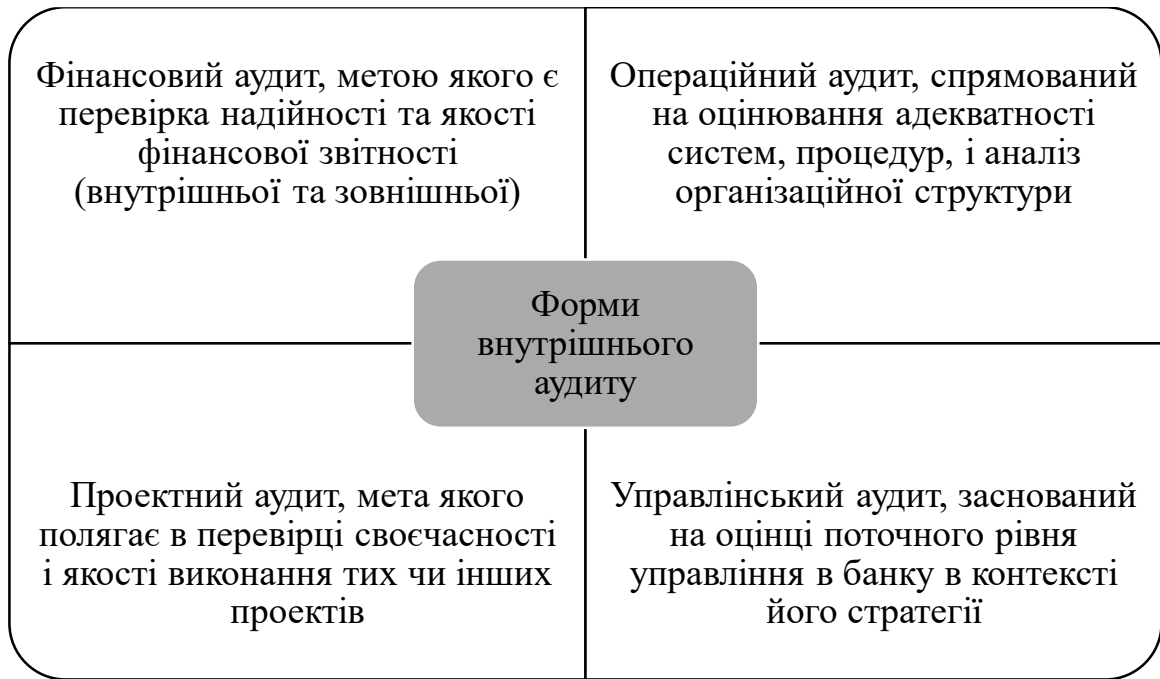 Фінансовий аудит, метою якого є
перевірка надійності та якості
фінансової звітності
(внутрішньої та зовнішньої)
Операційний аудит, спрямований
на оцінювання адекватності
систем, процедур, і аналіз
організаційної структури
Форми
внутрішнього
аудиту
Проектний аудит, мета якого
полягає в перевірці своєчасності
і якості виконання тих чи інших
проектів
Управлінський аудит, заснований
на оцінці поточного рівня
управління в банку в контексті
його стратегії